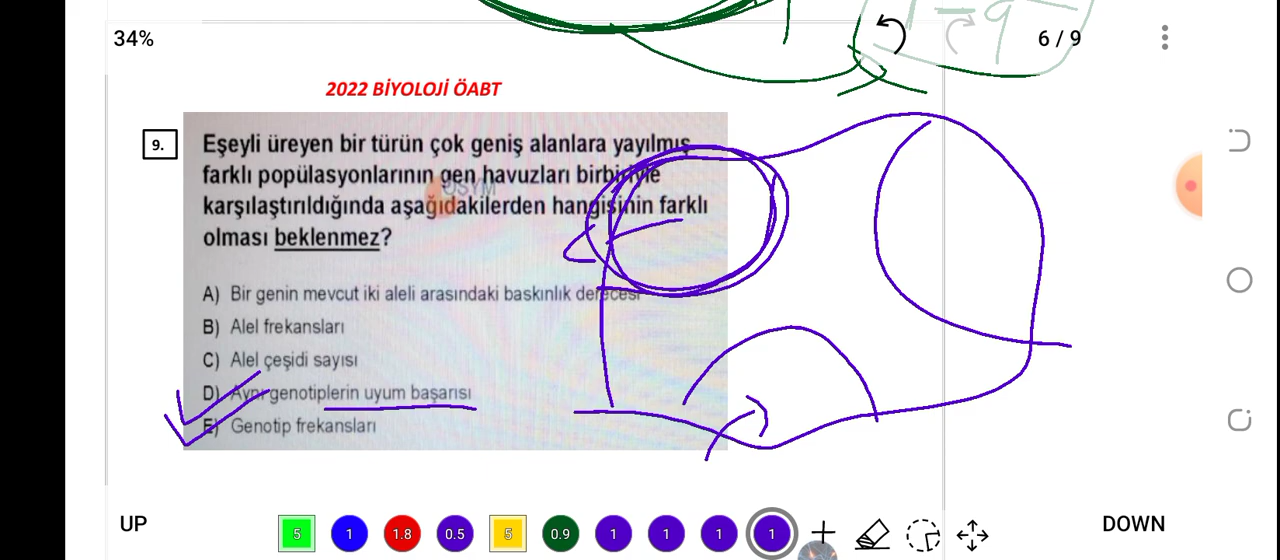 34%
6 / 9
2022 BİYOLOJİ ÖABT
9.
Eşeyli üreyen bir türün çok geniş alanlara yayılmış
farklı popülasyonlarının gen havuzları birbiriyle
ÖSYM
karşılaştırıldığında aşağıdakilerden hangisinin farklı
olması beklenmez?
A) Bir genin mevcut iki aleli arasındaki baskınlık derecesi
B) Alel frekansları
C) Alel çeşidi sayısı
D) Aynı genotiplerin uyum başarısı
E) Genotip frekansları
UP
5 1 1.8 0.5 5 0.9 1 1 1 1
DOWN